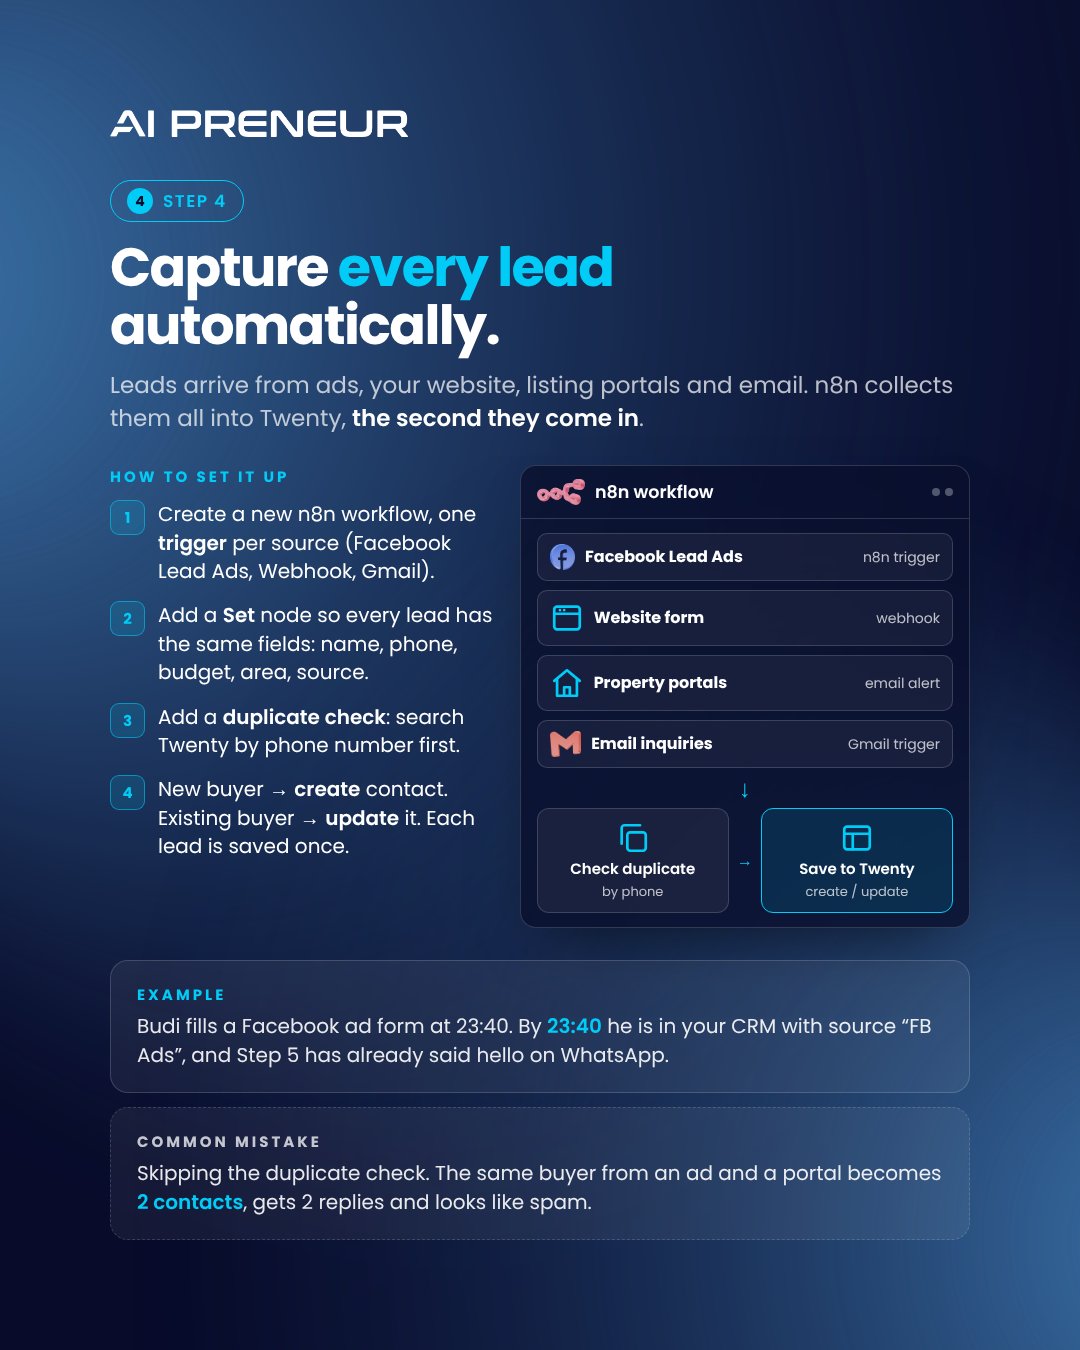 AI PRENEUR
4 STEP 4
Capture every lead
automatically.
Leads arrive from ads, your website, listing portals and email. n8n collects
them all into Twenty, the second they come in.
HOW TO SET IT UP
1 Create a new n8n workflow, one
trigger per source (Facebook
Lead Ads, Webhook, Gmail).
2 Add a Set node so every lead has
the same fields: name, phone,
budget, area, source.
3 Add a duplicate check: search
Twenty by phone number first.
4 New buyer → create contact.
Existing buyer → update it. Each
lead is saved once.
n8n workflow
Facebook Lead Ads n8n trigger
Website form webhook
Property portals email alert
Email inquiries Gmail trigger
↓
Check duplicate → Save to Twenty
by phone create / update
EXAMPLE
Budi fills a Facebook ad form at 23:40. By 23:40 he is in your CRM with source “FB
Ads”, and Step 5 has already said hello on WhatsApp.
COMMON MISTAKE
Skipping the duplicate check. The same buyer from an ad and a portal becomes
2 contacts, gets 2 replies and looks like spam.